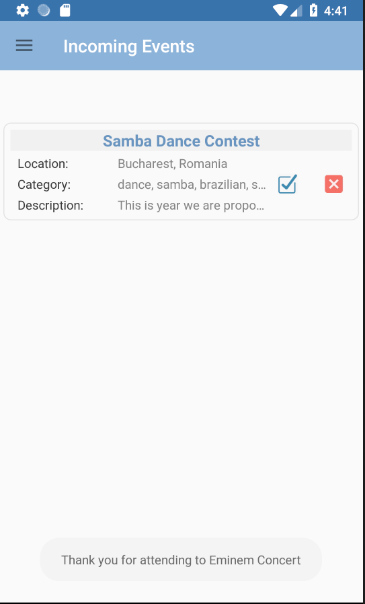 4:41
Incoming Events
Samba Dance Contest
Location: Bucharest, Romania
Category: dance, samba, brazilian, s...
Description: This is year we are propo...
Thank you for attending to Eminem Concert